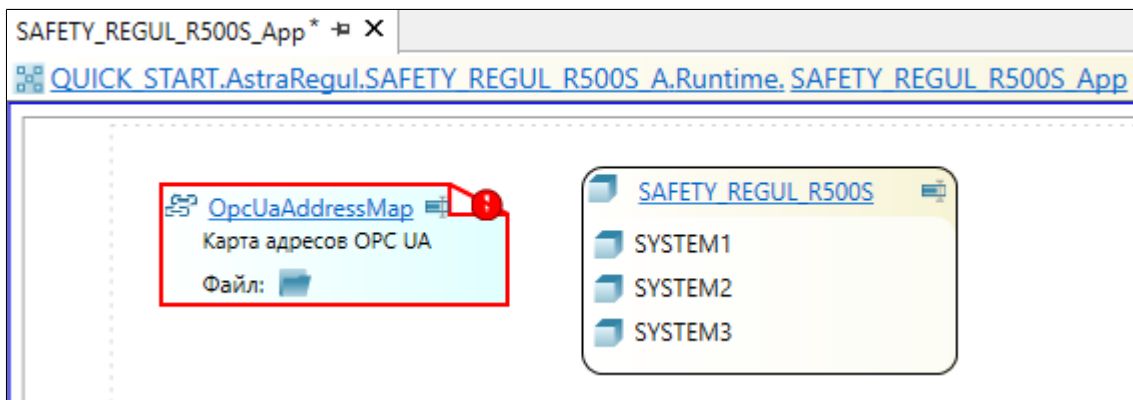 SAFETY_REGUL_R500S_App*
QUICK_START.AstraRegul.SAFETY_REGUL_R500S_A.Runtime. SAFETY_REGUL_R500S_App
OpcUaAddressMap
Карта адресов OPC UA
Файл:
SAFETY_REGUL_R500S
SYSTEM1
SYSTEM2
SYSTEM3